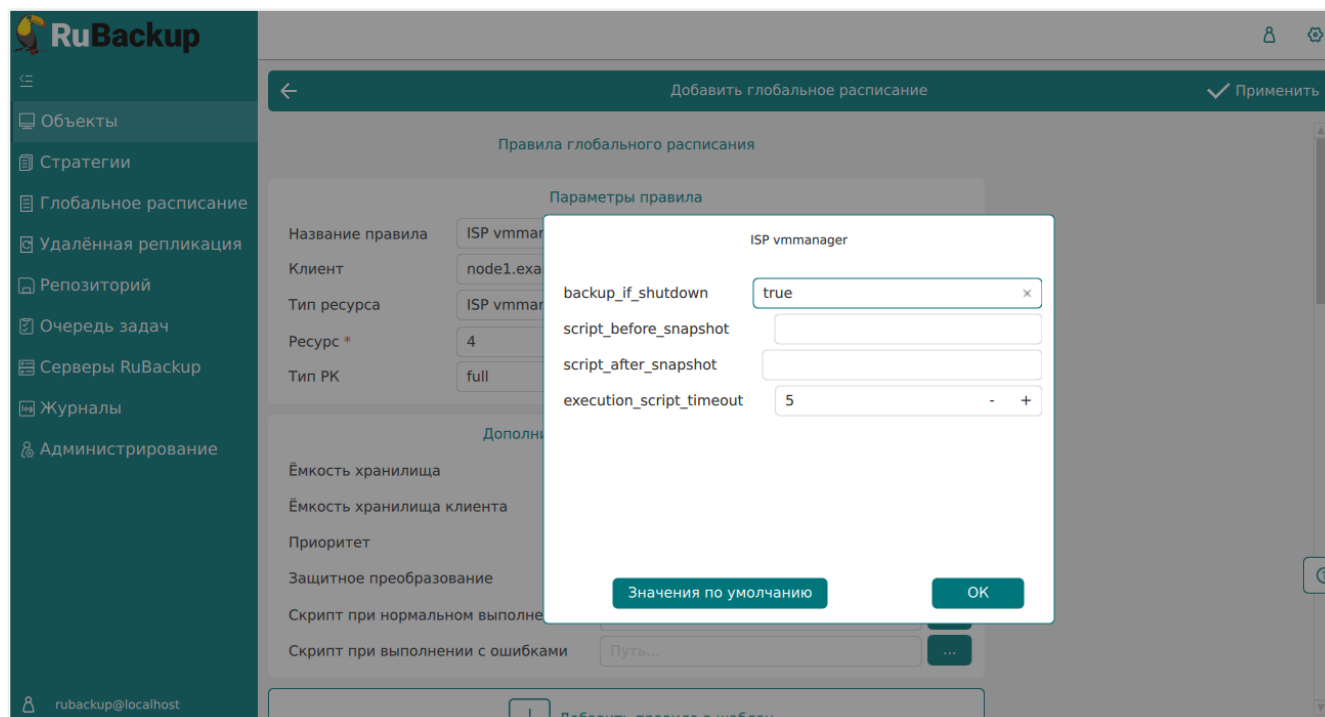 RuBackup
Добавить глобальное расписание
Применить
Объекты
Стратегии
Глобальное расписание
Удалённая репликация
Репозиторий
Очередь задач
Серверы RuBackup
Журналы
Администрирование
rubackup@localhost
Правила глобального расписания
Параметры правила
Название правила ISP vmmar
Клиент node1.exa
Тип ресурса ISP vmmar
Ресурс * 4
Тип РК full
Дополни
Ёмкость хранилища
Ёмкость хранилища клиента
Приоритет
Защитное преобразование
Скрипт при нормальном выполне
Скрипт при выполнении с ошибками Путь... ...
ISP vmmanager
backup_if_shutdown true ×
script_before_snapshot
script_after_snapshot
execution_script_timeout 5 - +
Значения по умолчанию OK